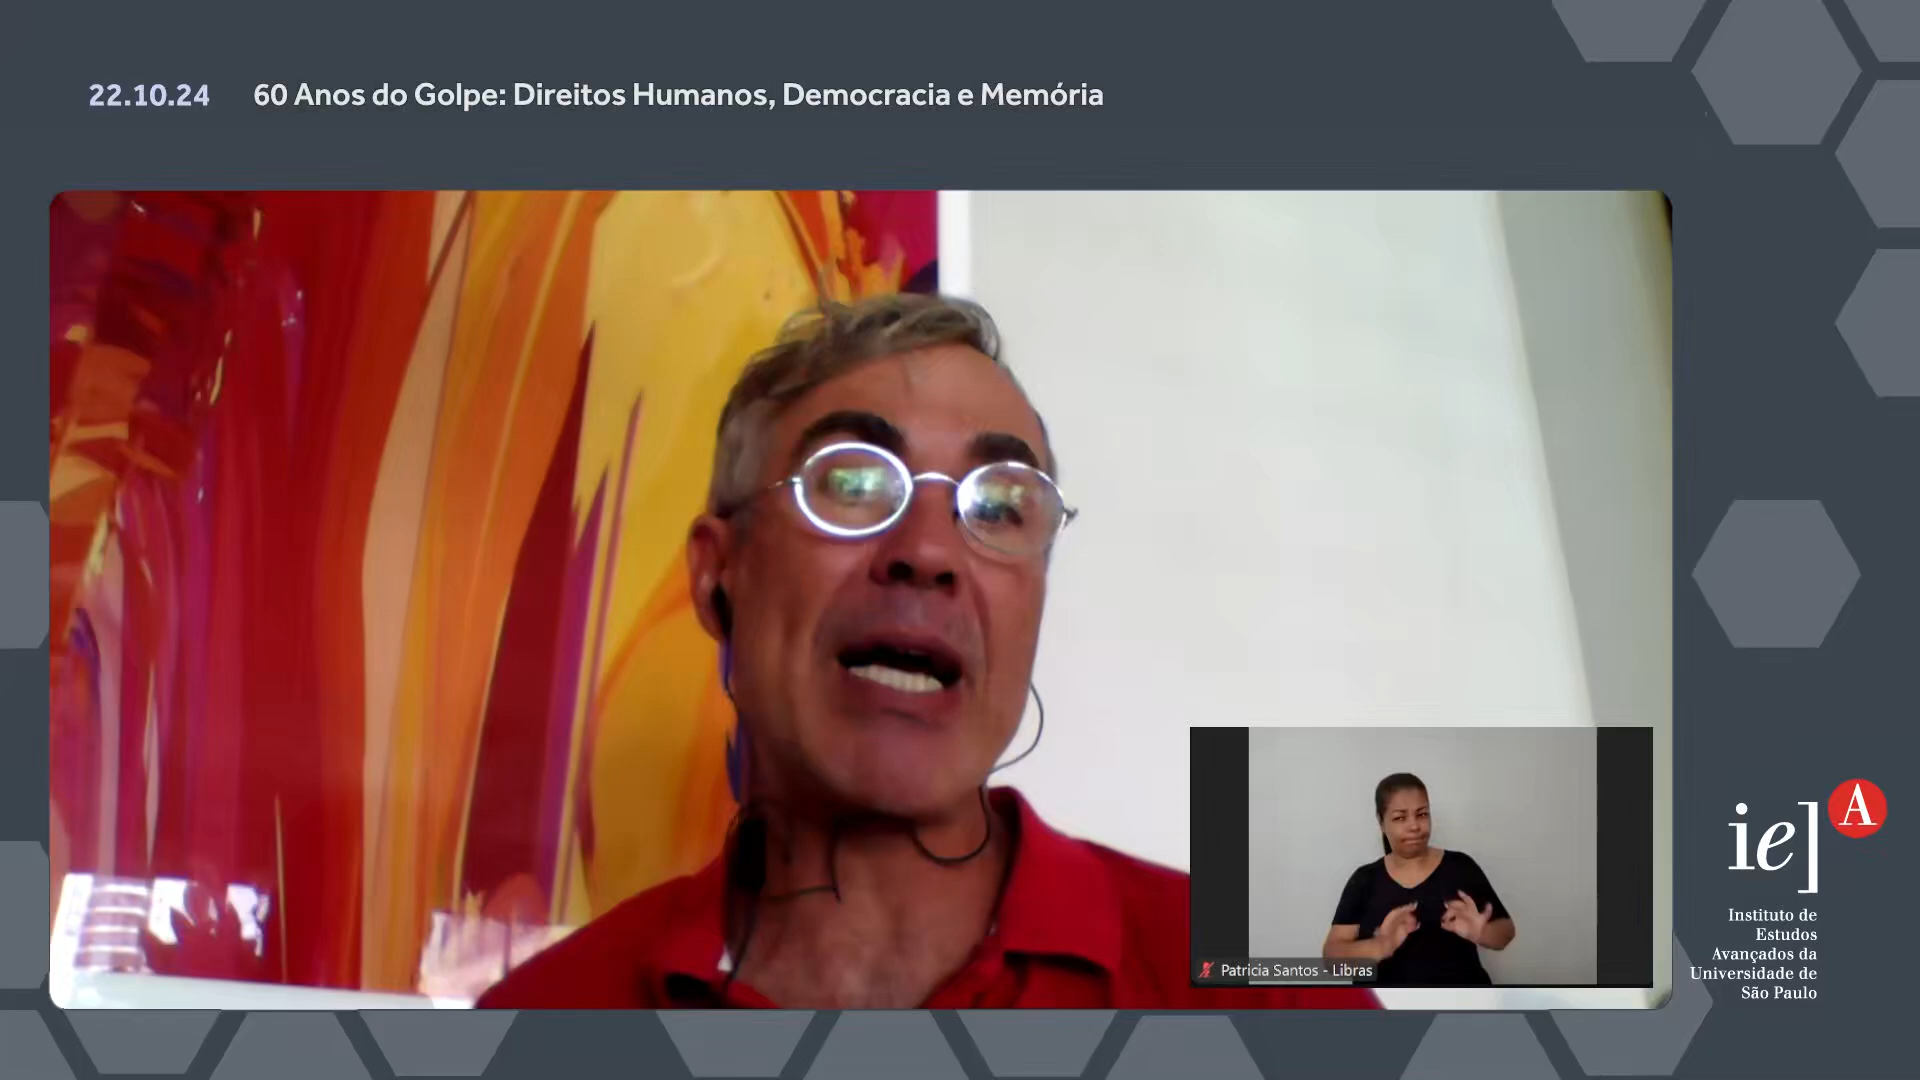 22.10.24 60 Anos do Golpe: Direitos Humanos, Democracia e Memória
Patricia Santos - Libras
ie] A
Instituto de
Estudos
Avançados da
Universidade de
São Paulo